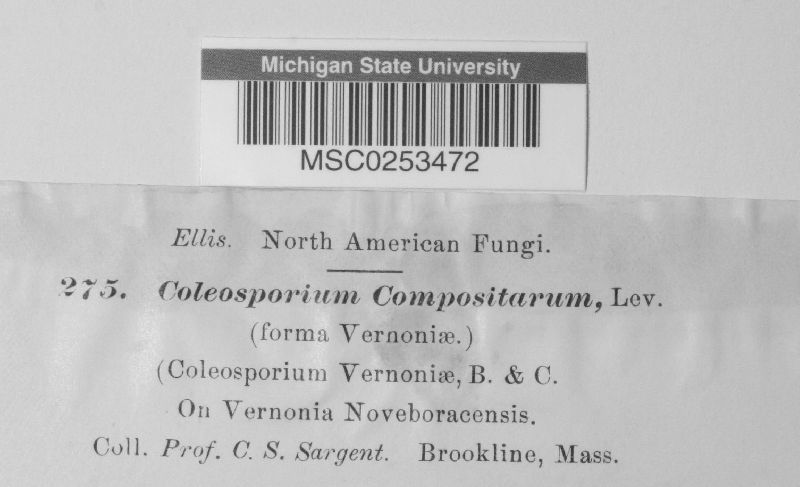 Michigan State University
MSC0253472
Ellis. North American Fungi.
275. Coleosporium Compositarum, Lev.
(forma Vernoniæ.)
(Coleosporium Vernoniæ, B. & C.
On Vernonia Noveboracensis.
Coll. Prof. C. S. Sargent. Brookline, Mass.